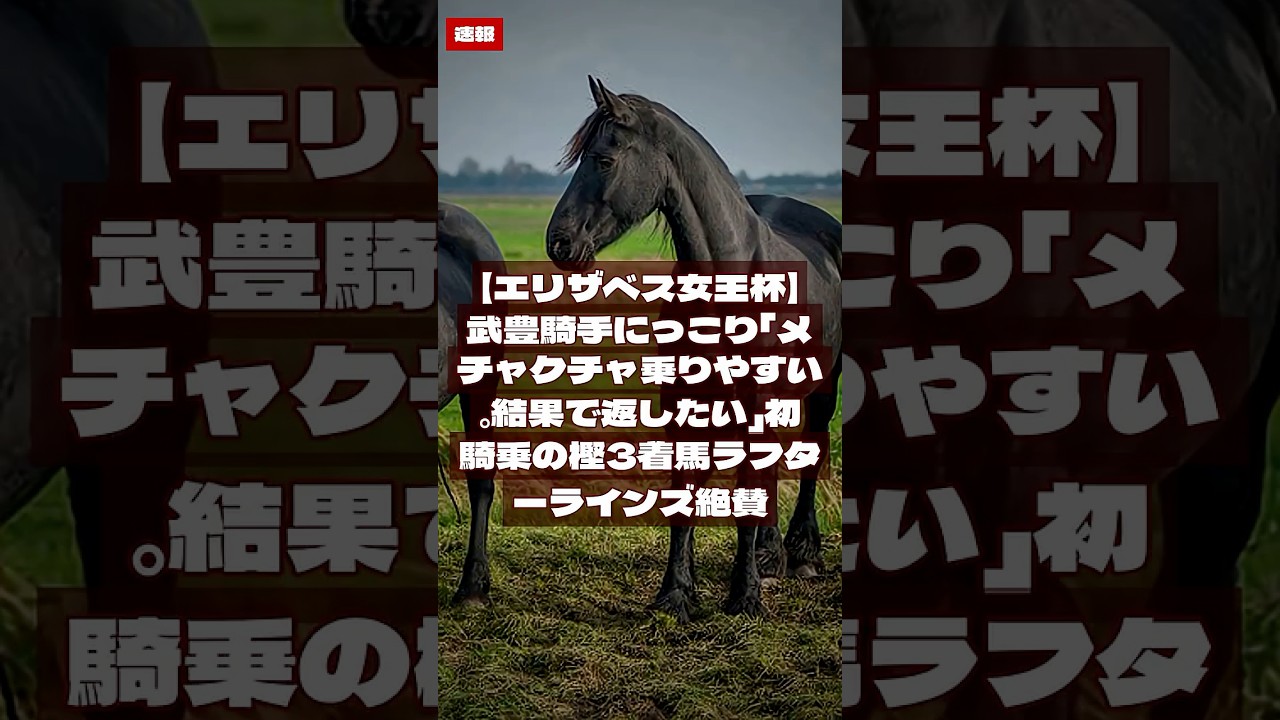 速報
【エリザベス女王杯】
武豊騎手にっこり「メ
チャクチャ乗りやすい
。結果で返したい」初
騎乗の樫3着馬ラフタ
ーラインズ絶賛